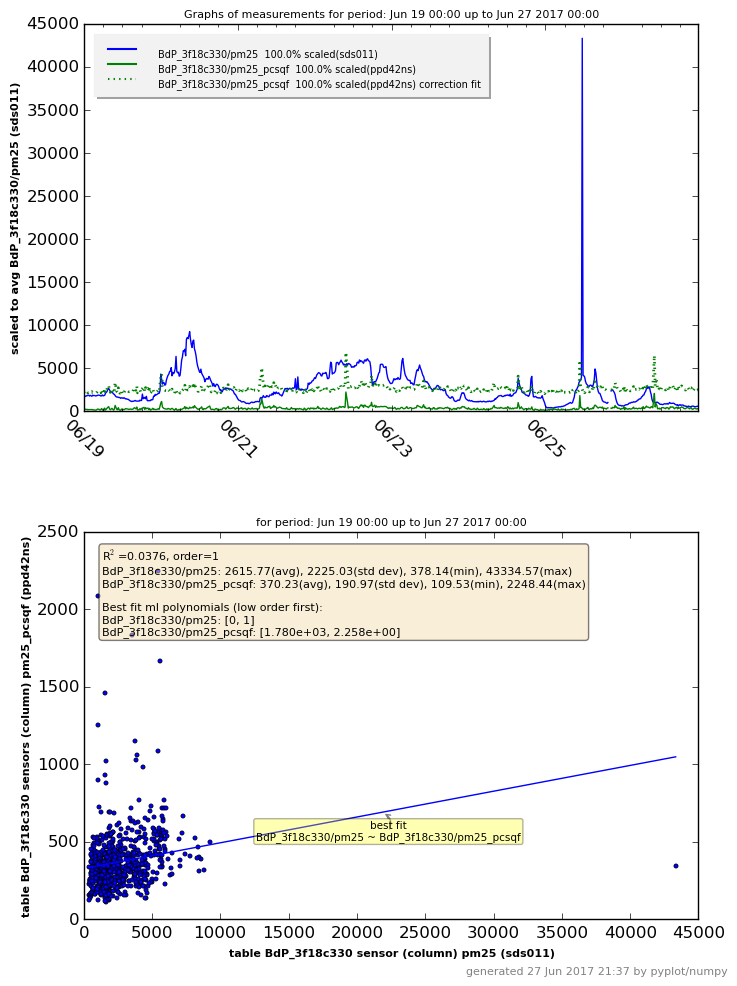 Graphs of measurements for period: Jun 19 00:00 up to Jun 27 2017 00:00
45000
40000
35000
30000
25000
20000
15000
10000
5000
0
scaled to avg BdP_3f18c330/pm25 (sds011)
BdP_3f18c330/pm25  100.0% scaled(sds011)
BdP_3f18c330/pm25_pcsqf  100.0% scaled(ppd42ns)
BdP_3f18c330/pm25_pcsqf  100.0% scaled(ppd42ns) correction fit
06/19
06/21
06/23
06/25
for period: Jun 19 00:00 up to Jun 27 2017 00:00
2500
2000
1500
1000
500
0
table BdP_3f18c330 sensors (column) pm25_pcsqf (ppd42ns)
R² =0.0376, order=1
BdP_3f18c330/pm25: 2615.77(avg), 2225.03(std dev), 378.14(min), 43334.57(max)
BdP_3f18c330/pm25_pcsqf: 370.23(avg), 190.97(std dev), 109.53(min), 2248.44(max)
Best fit ml polynomials (low order first):
BdP_3f18c330/pm25: [0, 1]
BdP_3f18c330/pm25_pcsqf: [1.780e+03, 2.258e+00]
best fit
BdP_3f18c330/pm25 ~ BdP_3f18c330/pm25_pcsqf
0 5000 10000 15000 20000 25000 30000 35000 40000 45000
table BdP_3f18c330 sensor (column) pm25 (sds011)
generated 27 Jun 2017 21:37 by pyplot/numpy